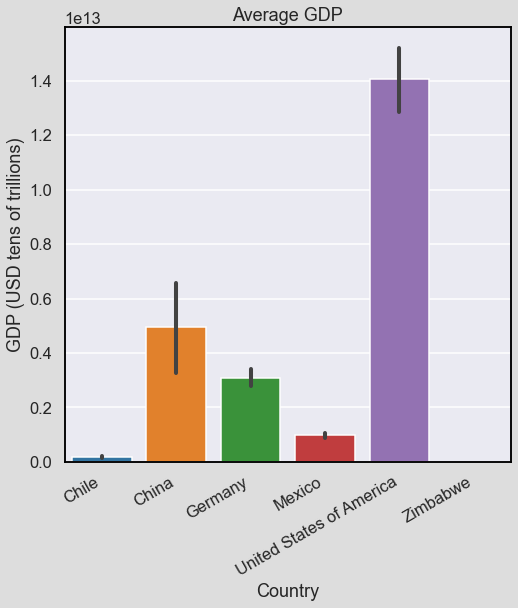 Average GDP
1e13
1.4
1.2
1.0
0.8
0.6
0.4
0.2
0.0
GDP (USD tens of trillions)
Chile
China
Germany
Mexico
United States of America
Zimbabwe
Country